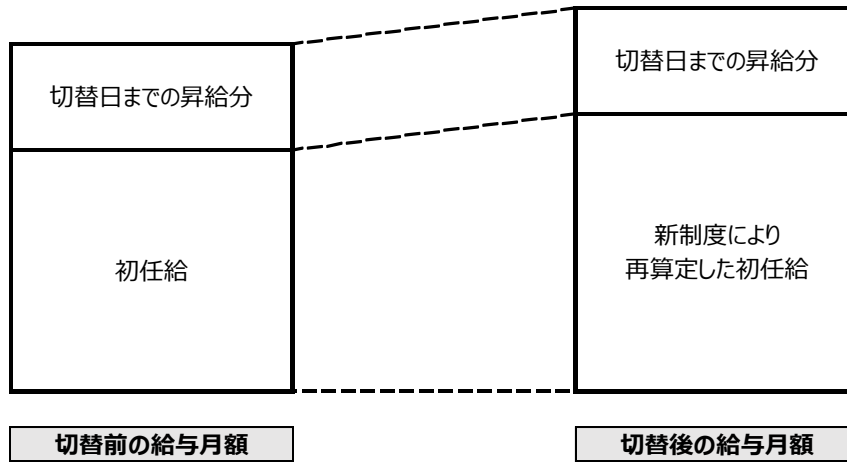 切替日までの昇給分
初任給
切替前の給与月額
切替日までの昇給分
新制度により
再算定した初任給
切替後の給与月額